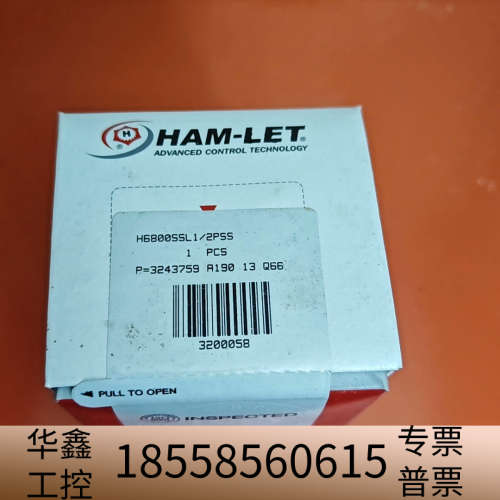 HAM-LET®
ADVANCED CONTROL TECHNOLOGY
H6800SSL1/2PSS
1 PCS
P=3243759 A190 13 Q66
3200058
PULL TO OPEN
INSPECTED
华鑫工控
18558560615
专票
普票